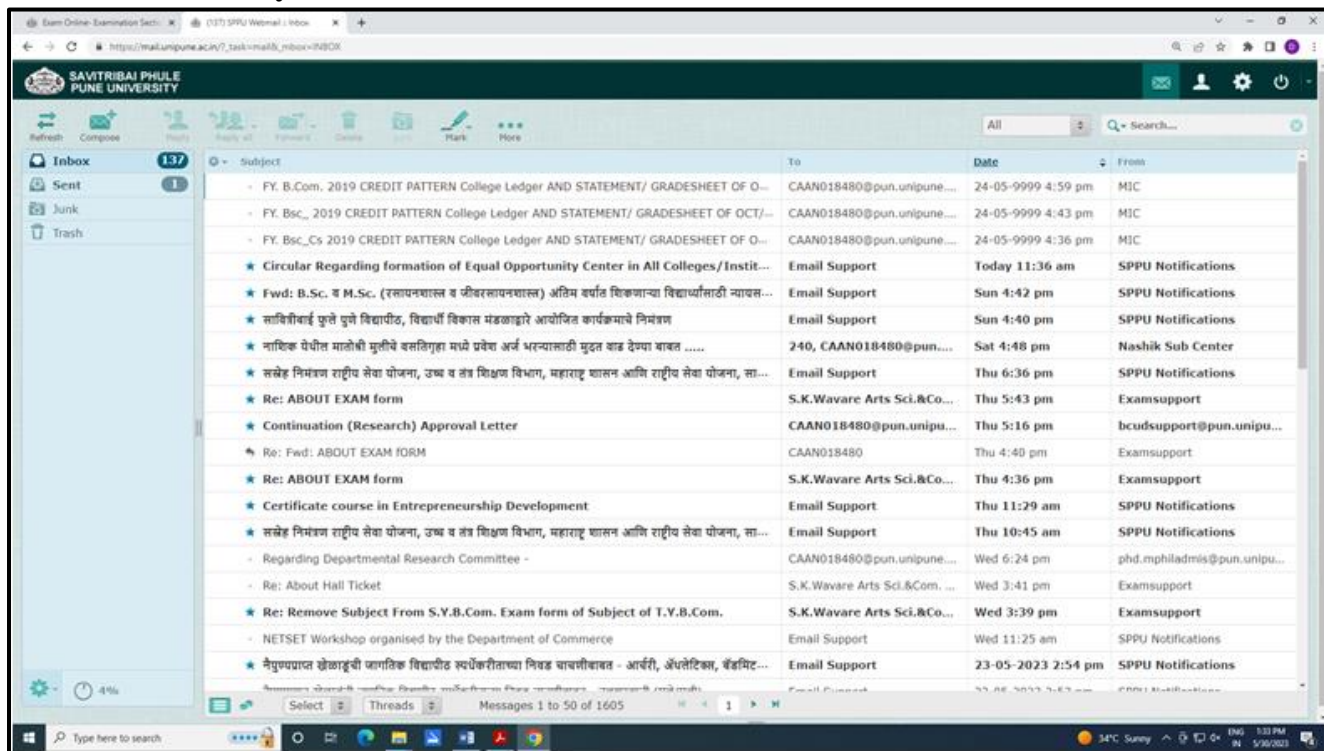 Exam Online- Examination Secti
(137) SPPU Webmail :: Inbox
https://mail.unipune.ac.in/?_task=mail&_mbox=INBOX
SAVITRIBAI PHULE
PUNE UNIVERSITY
Refresh Compose Reply Reply all Forward Delete Mark More
All
Search...
Inbox 137
Sent 1
Junk
Trash
Subject To Date From
FY. B.Com. 2019 CREDIT PATTERN College Ledger AND STATEMENT/ GRADESHEET OF O... CAAN018480@pun.unipune.... 24-05-9999 4:59 pm MIC
FY. Bsc_ 2019 CREDIT PATTERN College Ledger AND STATEMENT/ GRADESHEET OF OCT/... CAAN018480@pun.unipune.... 24-05-9999 4:43 pm MIC
FY. Bsc_Cs 2019 CREDIT PATTERN College Ledger AND STATEMENT/ GRADESHEET OF O... CAAN018480@pun.unipune.... 24-05-9999 4:36 pm MIC
Circular Regarding formation of Equal Opportunity Center in All Colleges/Instit... Email Support Today 11:36 am SPPU Notifications
Fwd: B.Sc. व M.Sc. (रसायनशास्त्र व जीवरसायनशास्त्र) अंतिम वर्षात शिकणाऱ्या विद्यार्थ्यांसाठी न्यायस... Email Support Sun 4:42 pm SPPU Notifications
सावित्रीबाई फुले पुणे विद्यापीठ, विद्यार्थी विकास मंडळाद्वारे आयोजित कार्यक्रमाचे निमंत्रण Email Support Sun 4:40 pm SPPU Notifications
नाशिक येथील मातोश्री मुलीचे वसतिगृहा मध्ये प्रवेश अर्ज भरन्यासाठी मुदत वाढ देण्या बाबत ..... 240, CAAN018480@pun.... Sat 4:48 pm Nashik Sub Center
सस्नेह निमंत्रण राष्ट्रीय सेवा योजना, उच्च व तंत्र शिक्षण विभाग, महाराष्ट्र शासन आणि राष्ट्रीय सेवा योजना, सा... Email Support Thu 6:36 pm SPPU Notifications
Re: ABOUT EXAM form S.K.Wavare Arts Sci.&Co... Thu 5:43 pm Examsupport
Continuation (Research) Approval Letter CAAN018480@pun.unipu... Thu 5:16 pm bcudsupport@pun.unipu...
Re: Fwd: ABOUT EXAM fORM CAAN018480 Thu 4:40 pm Examsupport
Re: ABOUT EXAM form S.K.Wavare Arts Sci.&Co... Thu 4:36 pm Examsupport
Certificate course in Entrepreneurship Development Email Support Thu 11:29 am SPPU Notifications
सस्नेह निमंत्रण राष्ट्रीय सेवा योजना, उच्च व तंत्र शिक्षण विभाग, महाराष्ट्र शासन आणि राष्ट्रीय सेवा योजना, सा... Email Support Thu 10:45 am SPPU Notifications
Regarding Departmental Research Committee - CAAN018480@pun.unipune.... Wed 6:24 pm phd.mphiladmis@pun.unipu...
Re: About Hall Ticket S.K.Wavare Arts Sci.&Com. ... Wed 3:41 pm Examsupport
Re: Remove Subject From S.Y.B.Com. Exam form of Subject of T.Y.B.Com. S.K.Wavare Arts Sci.&Co... Wed 3:39 pm Examsupport
NETSET Workshop organised by the Department of Commerce Email Support Wed 11:25 am SPPU Notifications
नैपुण्यप्राप्त खेळाडूंची जागतिक विद्यापीठ स्पर्धेकरीताच्या निवड चाचणीबाबत - आर्चरी, ॲथलेटिक्स, बॅडमिंट... Email Support 23-05-2023 2:54 pm SPPU Notifications
4%
Select Threads Messages 1 to 50 of 1605 1
Type here to search
34°C Sunny ENG 1:33 PM
IN 5/30/2023